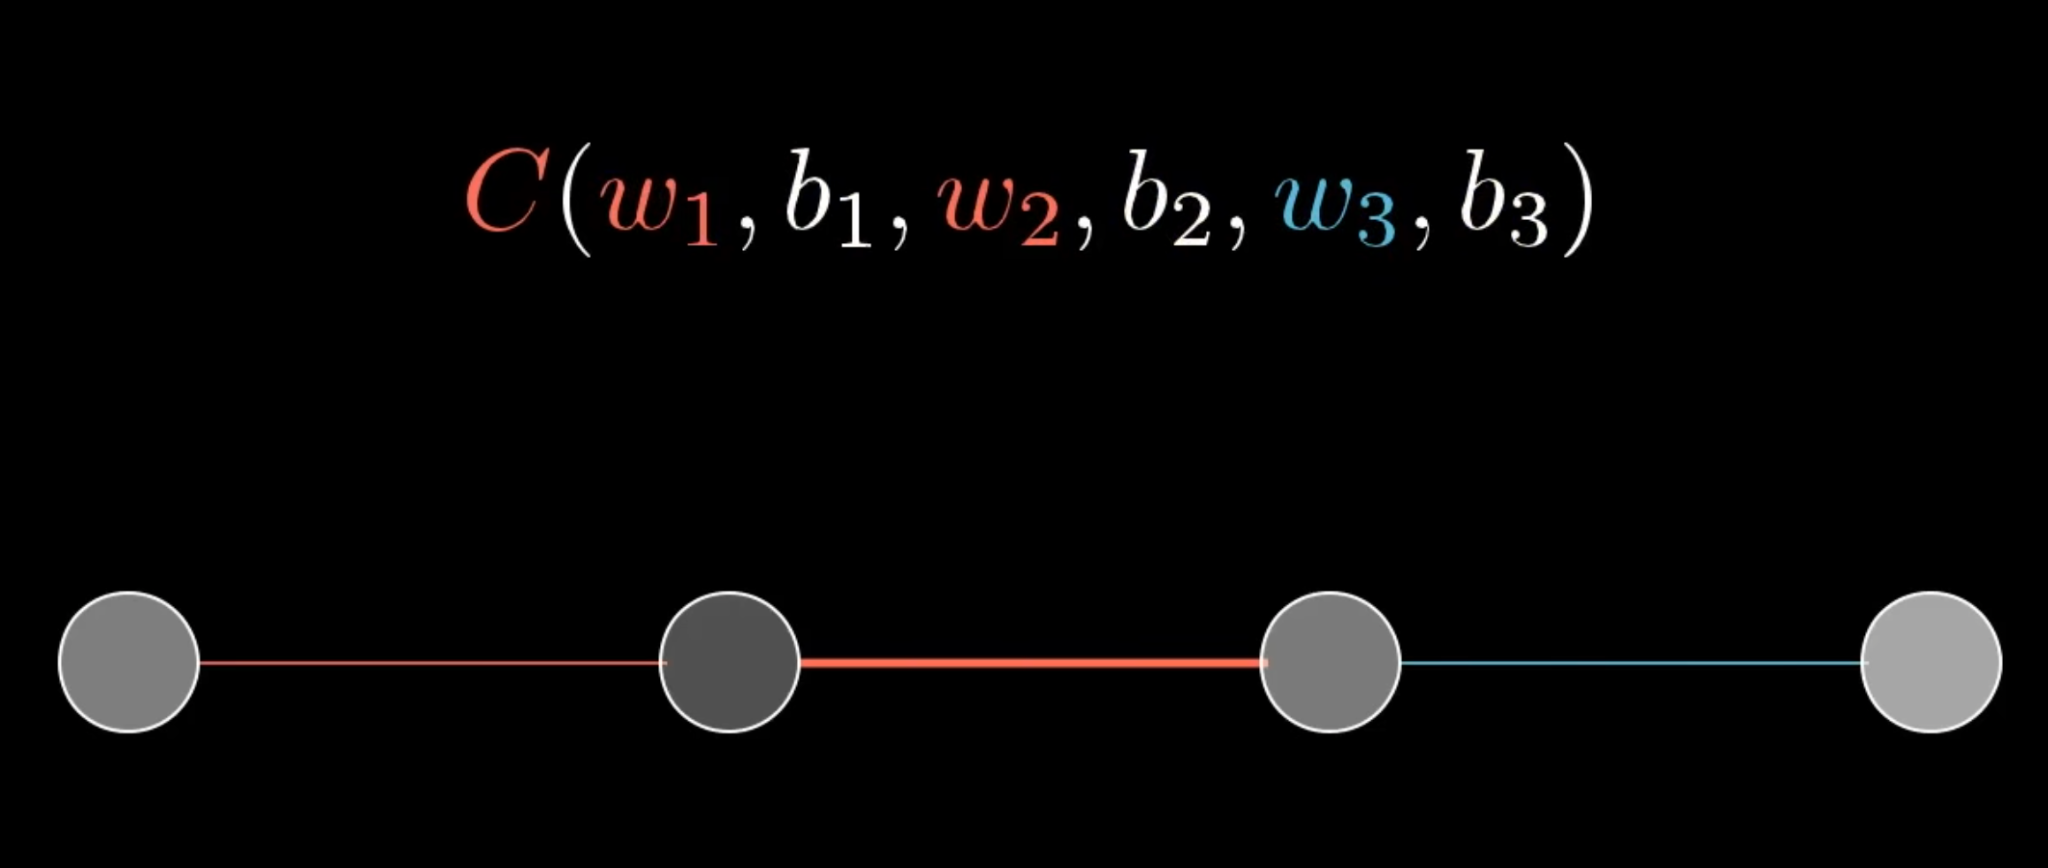 C(w₁, b₁, w₂, b₂, w₃, b₃)